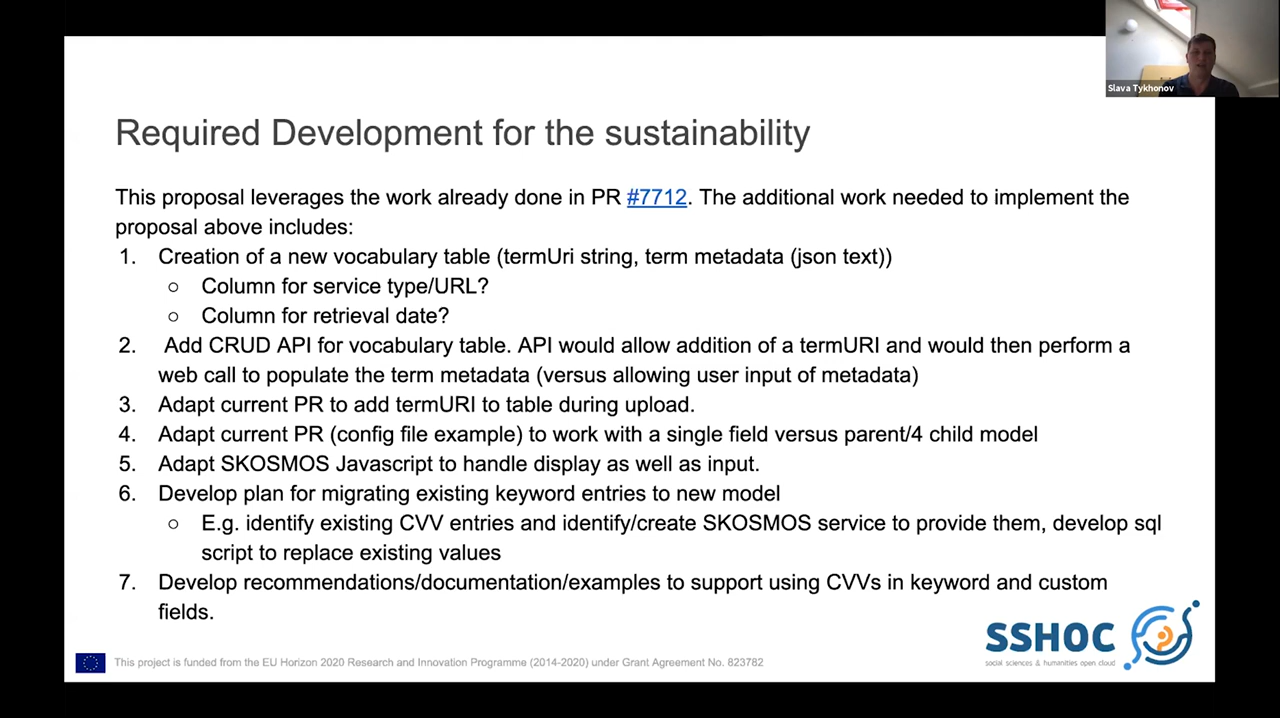 Slava Tykhonov
Required Development for the sustainability
This proposal leverages the work already done in PR #7712. The additional work needed to implement the
proposal above includes:
1. Creation of a new vocabulary table (termUri string, term metadata (json text))
○ Column for service type/URL?
○ Column for retrieval date?
2. Add CRUD API for vocabulary table. API would allow addition of a termURI and would then perform a
web call to populate the term metadata (versus allowing user input of metadata)
3. Adapt current PR to add termURI to table during upload.
4. Adapt current PR (config file example) to work with a single field versus parent/4 child model
5. Adapt SKOSMOS Javascript to handle display as well as input.
6. Develop plan for migrating existing keyword entries to new model
○ E.g. identify existing CVV entries and identify/create SKOSMOS service to provide them, develop sql
script to replace existing values
7. Develop recommendations/documentation/examples to support using CVVs in keyword and custom
fields.
SSHOC
social sciences & humanities open cloud
This project is funded from the EU Horizon 2020 Research and Innovation Programme (2014-2020) under Grant Agreement No. 823782